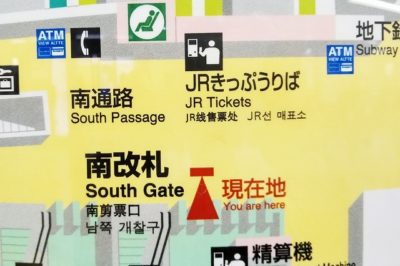 ATM
VIEW ALTTE
ATM
VIEW ALTTE
地下鉄
Subway
南通路
South Passage
JRきっぷうりば
JR Tickets
JR线售票处 JR선 매표소
南改札
South Gate
南剪票口
남쪽 개찰구
現在地
You are here
精算機